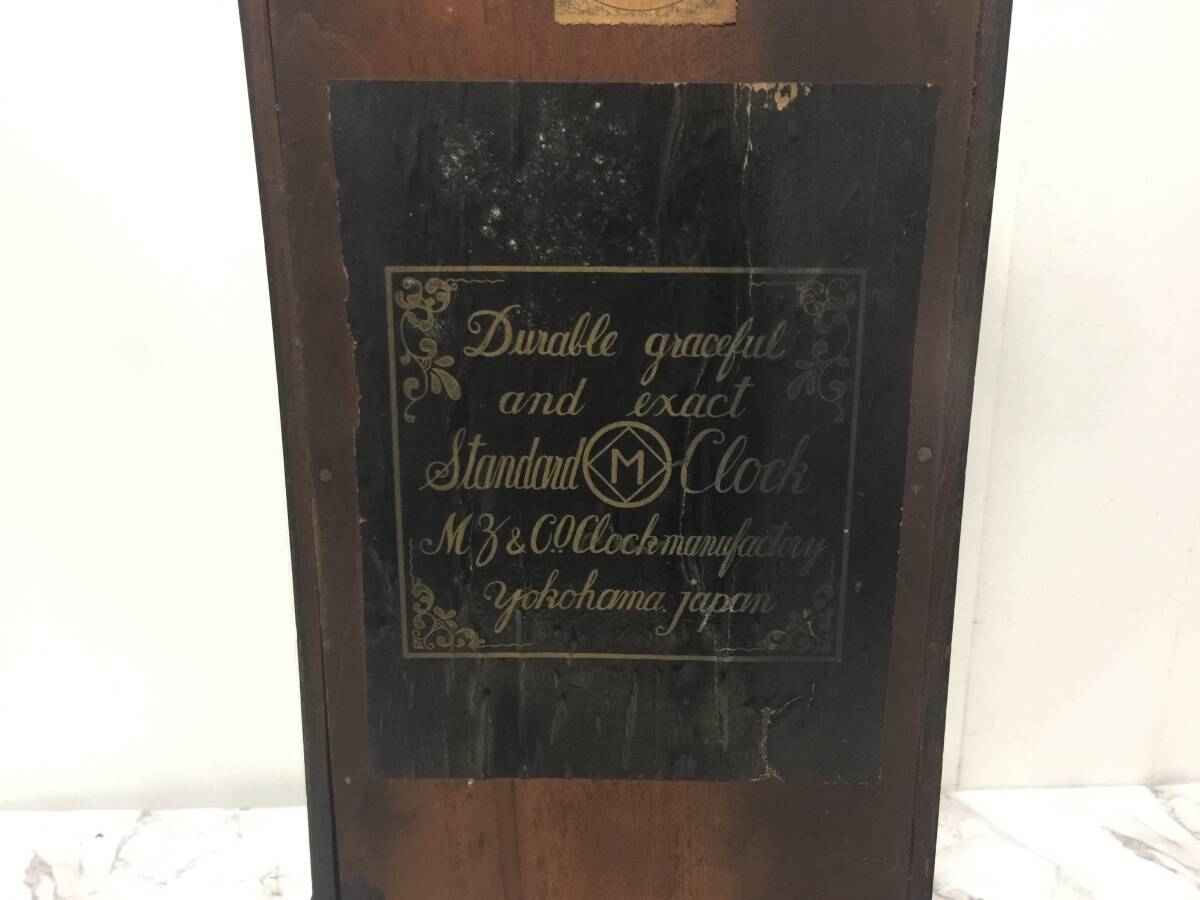 Durable graceful
and exact
Standard M Clock
M Z & C.O. Clock manufactory
Yokohama. japan